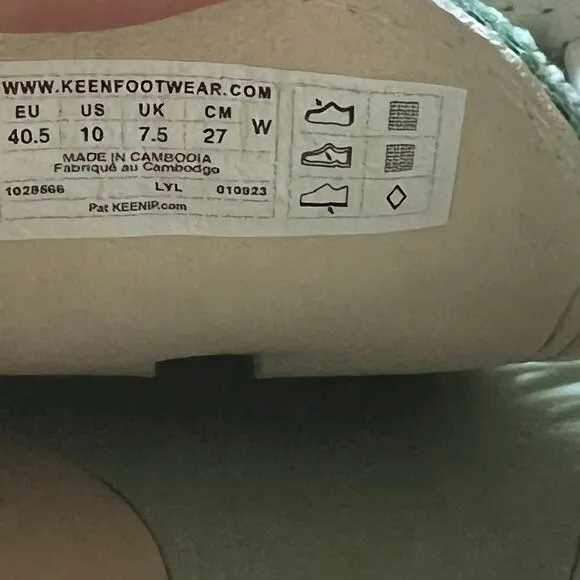 WWW.KEENFOOTWEAR.COM
EU US UK CM
40.5 10 7.5 27 W
MADE IN CAMBODIA
Fabriqué au Cambodge
1028566 LYL 010923
Pat KEENIP.com